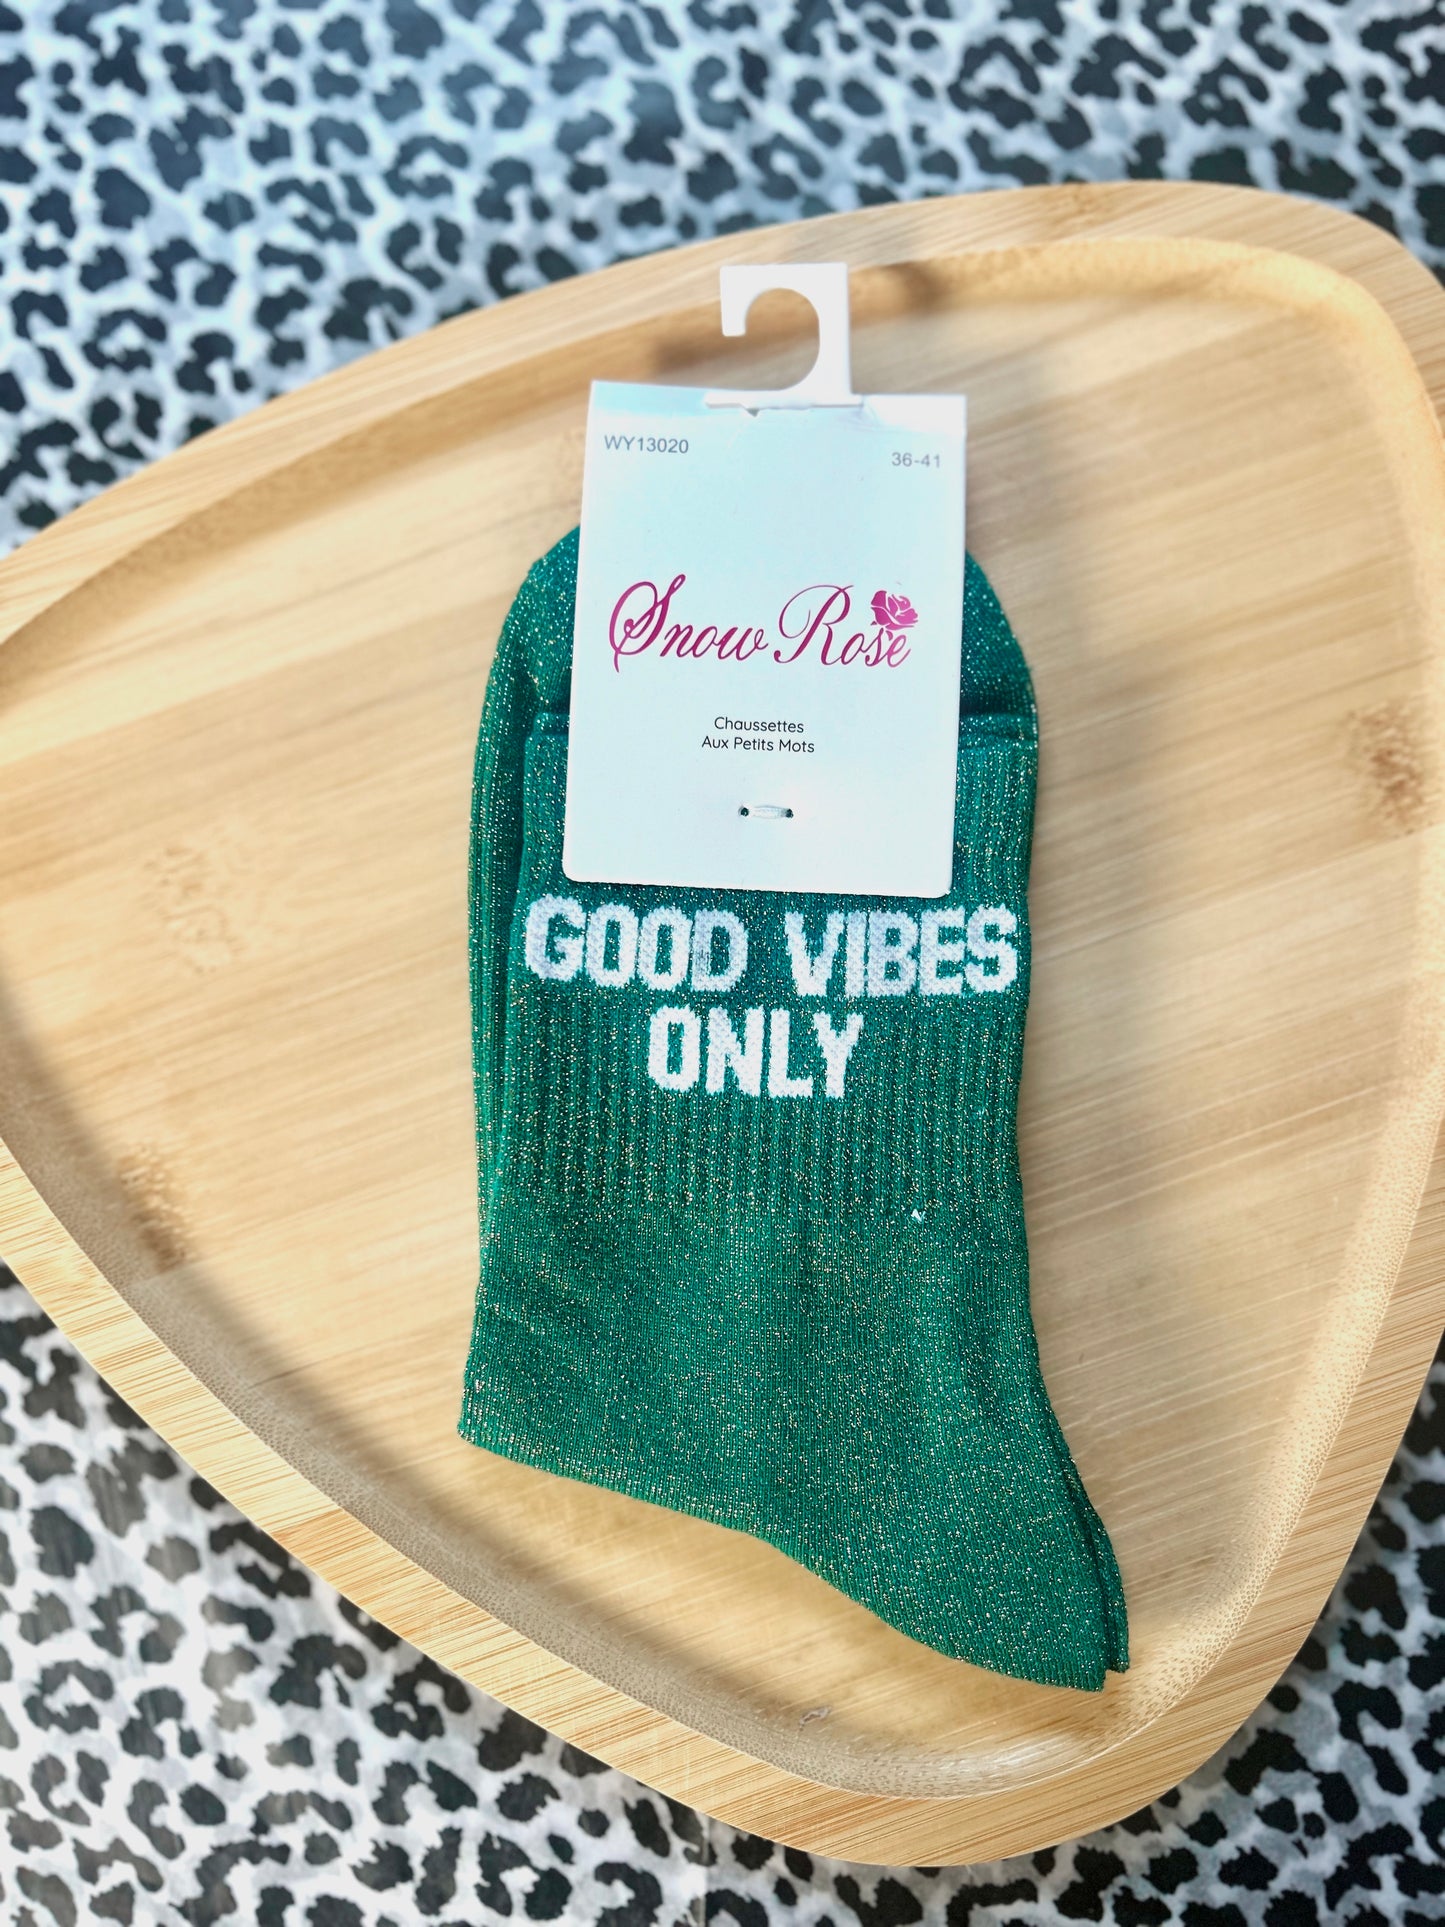 WY13020
36-41
Snow Rose
Chaussettes
Aux Petits Mots
GOOD VIBES
ONLY